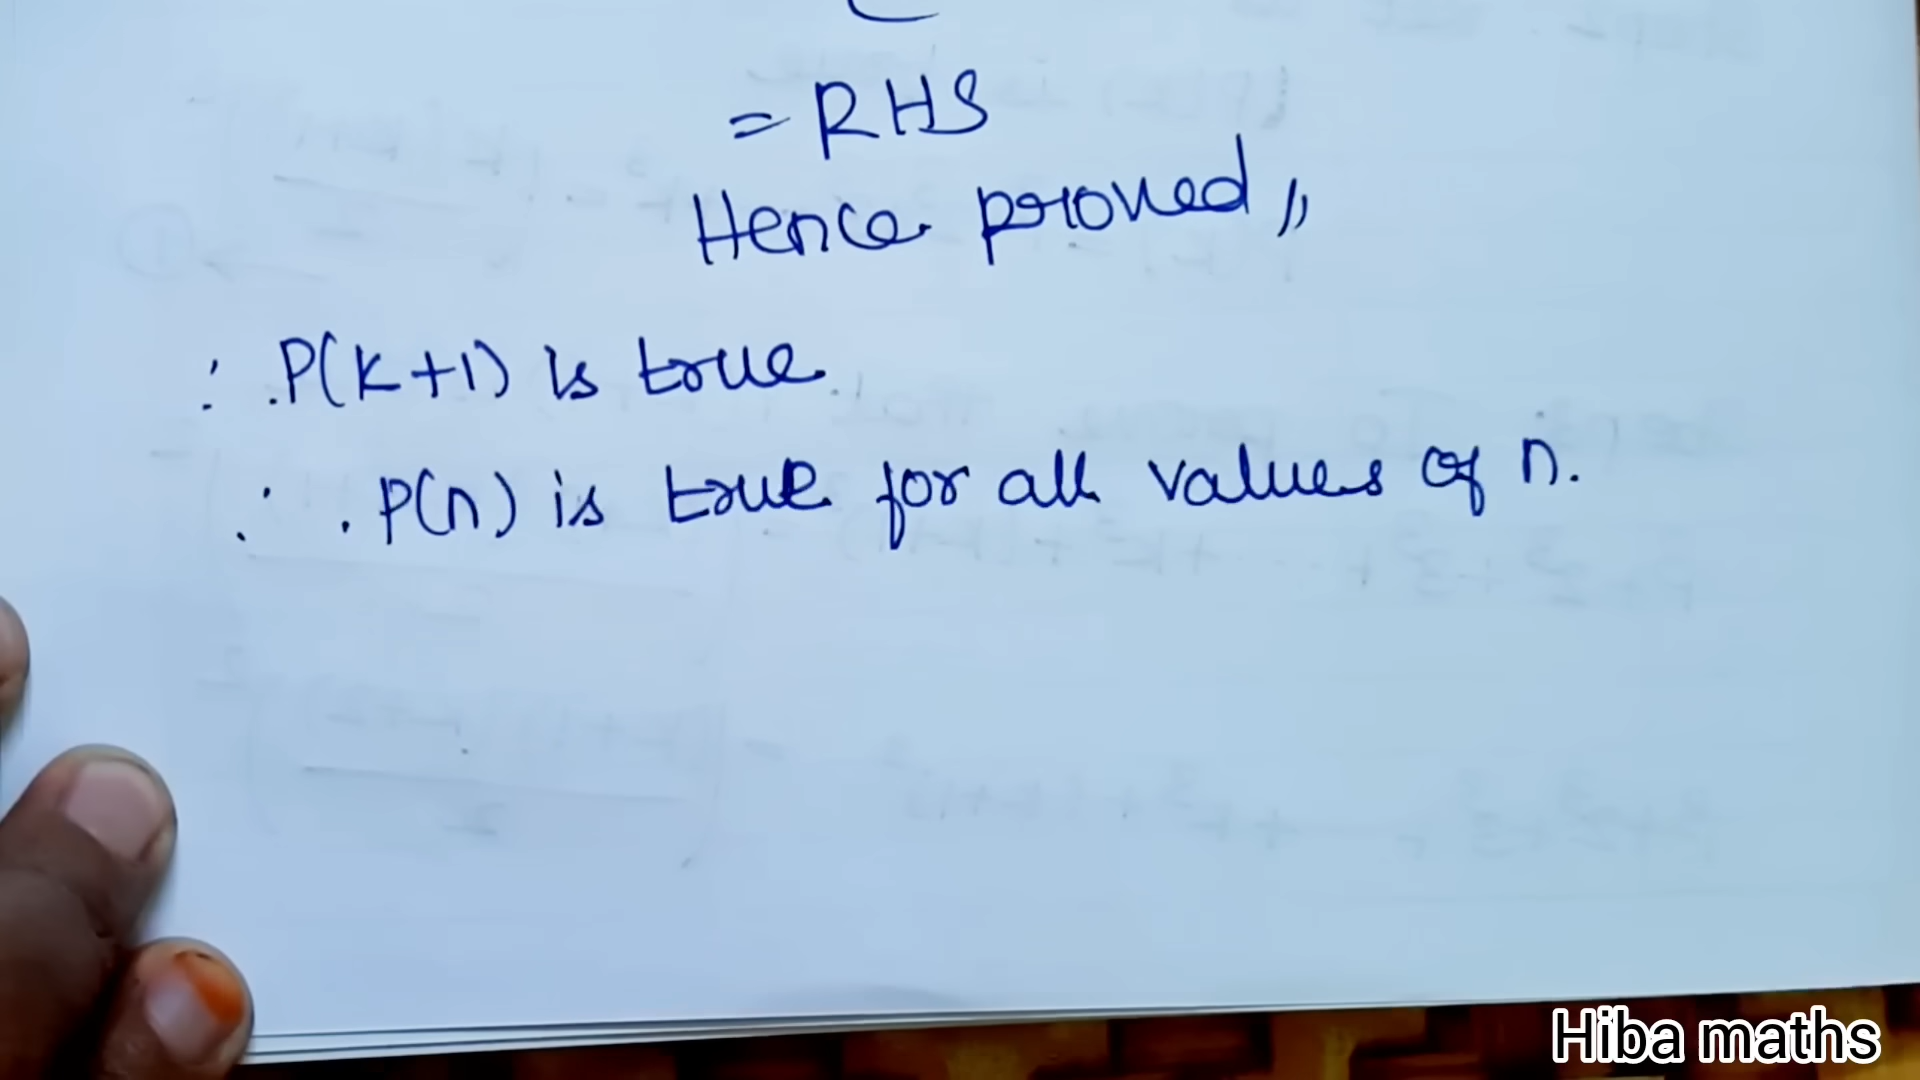 = RHS
Hence proved,,
∴ P(k+1) is true.
∴ P(n) is true for all values of n.
Hiba maths